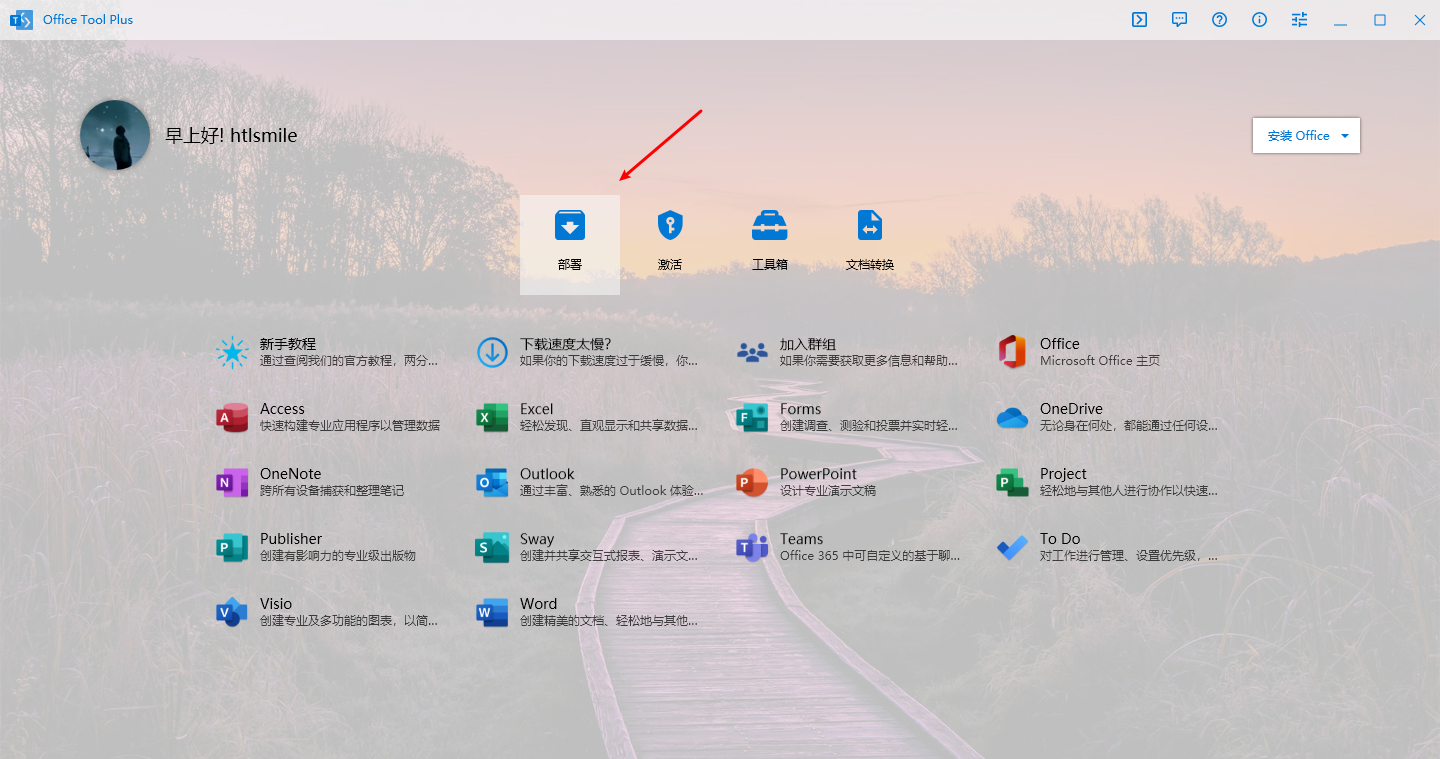 Office Tool Plus
早上好! htlsmile
安装 Office
部署
激活
工具箱
文档转换
新手教程
通过查阅我们的官方教程，两分...
下载速度太慢？
如果你的下载速度过于缓慢，你...
加入群组
如果你需要获取更多信息和帮助...
Office
Microsoft Office 主页
Access
快速构建专业应用程序以管理数据
Excel
轻松发现、直观显示和共享数据...
Forms
创建调查、测验和投票并实时轻...
OneDrive
无论身在何处，都能通过任何设...
OneNote
跨所有设备捕获和整理笔记
Outlook
通过丰富、熟悉的 Outlook 体验...
PowerPoint
设计专业演示文稿
Project
轻松地与其他人进行协作以快速...
Publisher
创建有影响力的专业级出版物
Sway
创建并共享交互式报表、演示文...
Teams
Office 365 中可自定义的基于聊...
To Do
对工作进行管理、设置优先级，...
Visio
创建专业及多功能的图表，以简...
Word
创建精美的文档、轻松地与其他...